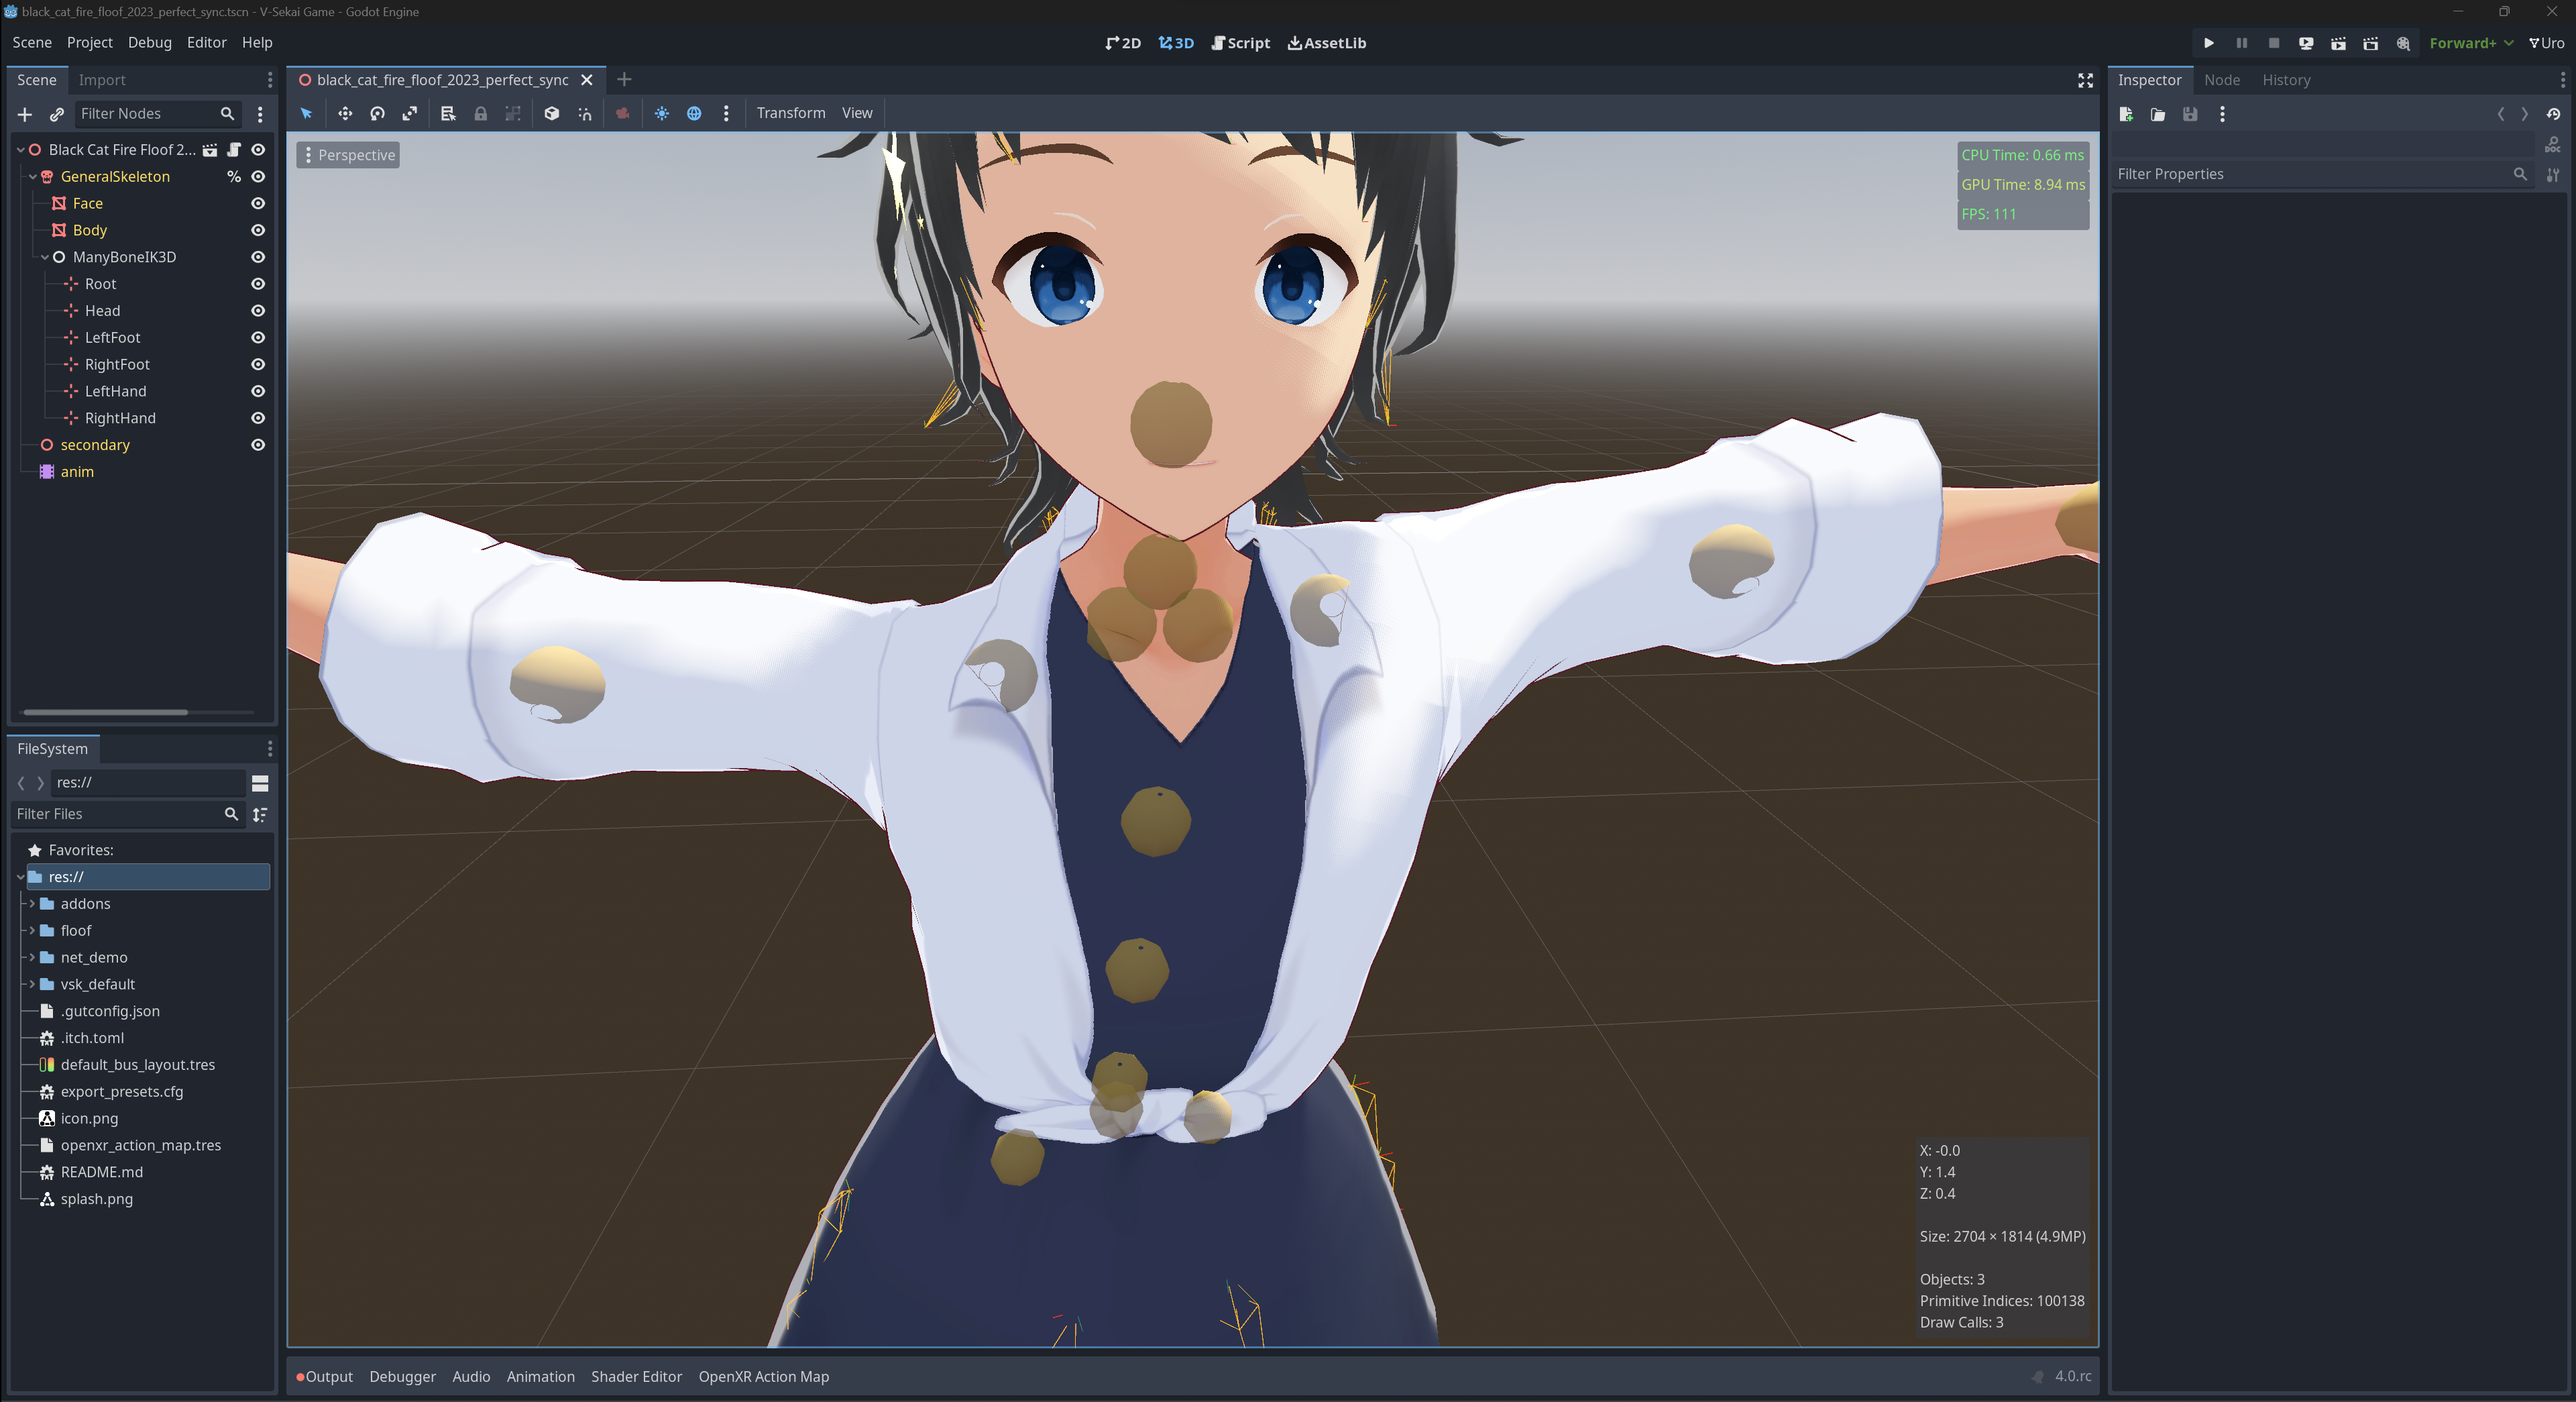 black_cat_fire_floof_2023_perfect_sync.tscn - V-Sekai Game - Godot Engine
Scene Project Debug Editor Help
2D 3D Script AssetLib
Forward+ Uro
Scene Import
Filter Nodes
Black Cat Fire Floof 2...
GeneralSkeleton %
Face
Body
ManyBoneIK3D
Root
Head
LeftFoot
RightFoot
LeftHand
RightHand
secondary
anim
FileSystem
res://
Filter Files
Favorites:
res://
addons
floof
net_demo
vsk_default
.gutconfig.json
.itch.toml
default_bus_layout.tres
export_presets.cfg
icon.png
openxr_action_map.tres
README.md
splash.png
black_cat_fire_floof_2023_perfect_sync
Transform View
Perspective
CPU Time: 0.66 ms
GPU Time: 8.94 ms
FPS: 111
X: -0.0
Y: 1.4
Z: 0.4
Size: 2704 × 1814 (4.9MP)
Objects: 3
Primitive Indices: 100138
Draw Calls: 3
Output Debugger Audio Animation Shader Editor OpenXR Action Map
4.0.rc
Inspector Node History
DOC
Filter Properties